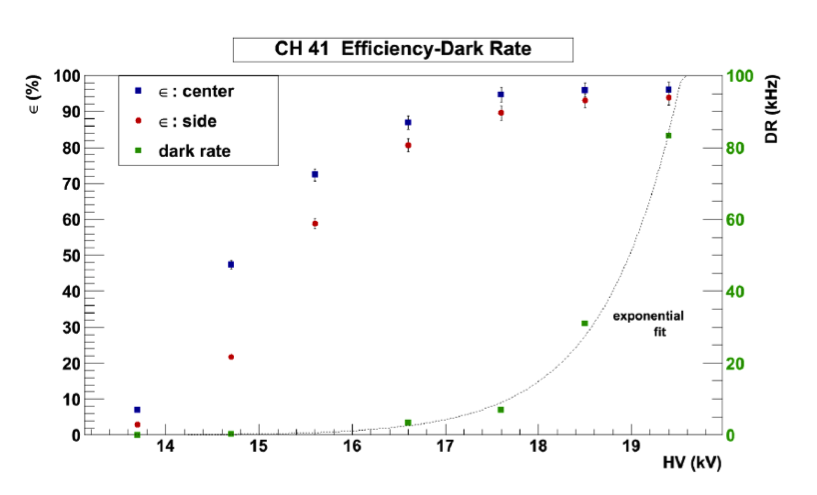 CH 41 Efficiency-Dark Rate
∈ (%)
DR (kHz)
∈ : center
∈ : side
dark rate
100
90
80
70
60
50
40
30
20
10
0
100
80
60
40
20
0
exponential
fit
14 15 16 17 18 19
HV (kV)